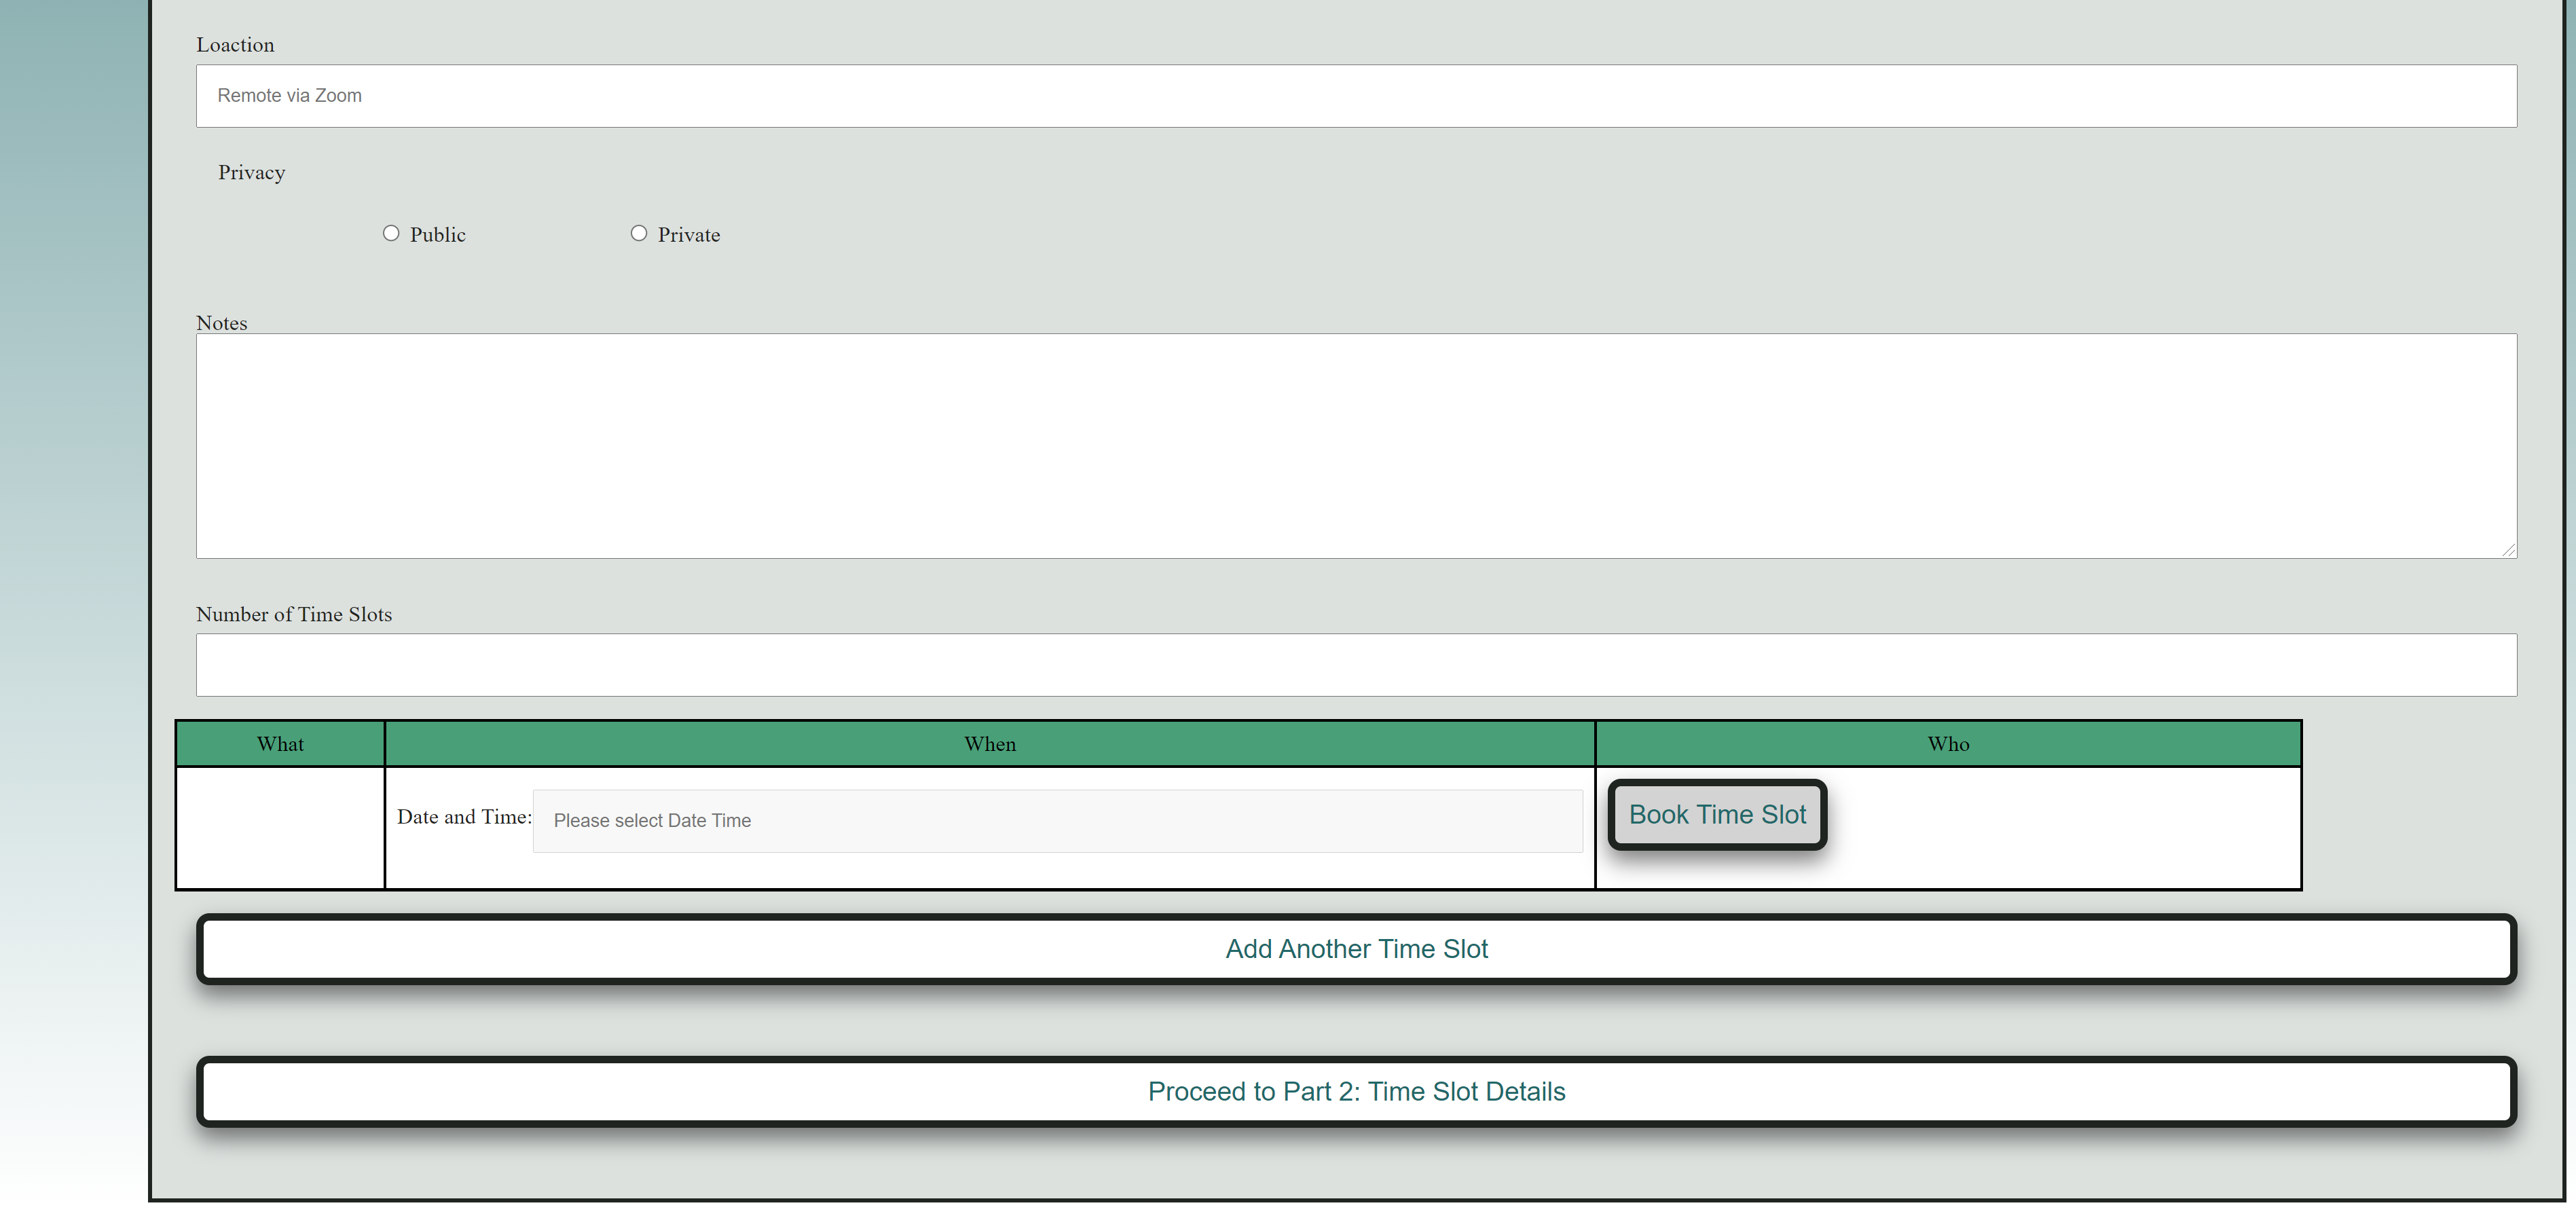 Loaction
Remote via Zoom
Privacy
Public Private
Notes
Number of Time Slots
What When Who
Date and Time: Please select Date Time Book Time Slot
Add Another Time Slot
Proceed to Part 2: Time Slot Details